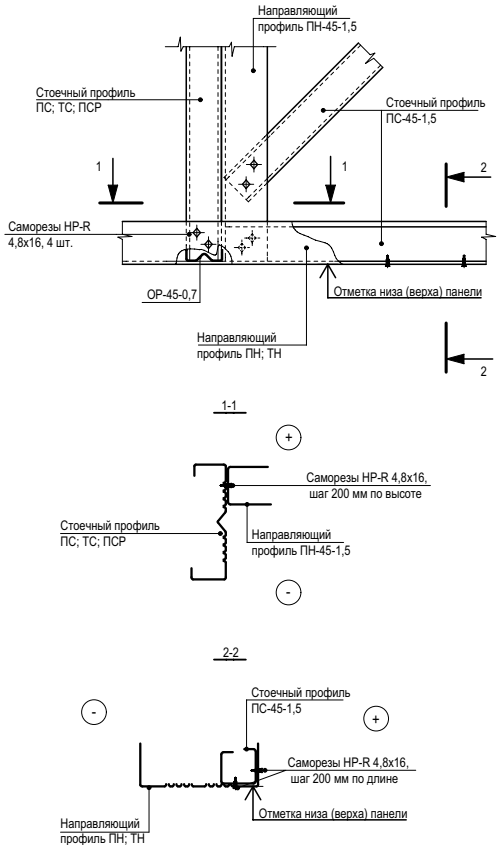 Направляющий
профиль ПН-45-1,5
Стоечный профиль
ПС; ТС; ПСР
Стоечный профиль
ПС-45-1,5
1
1
2
Саморезы HP-R
4,8х16, 4 шт.
ОР-45-0,7
Отметка низа (верха) панели
Направляющий
профиль ПН; ТН
2
1-1
+
Саморезы HP-R 4,8х16,
шаг 200 мм по высоте
Стоечный профиль
ПС; ТС; ПСР
Направляющий
профиль ПН-45-1,5
-
2-2
Стоечный профиль
ПС-45-1,5
-
+
Саморезы HP-R 4,8х16,
шаг 200 мм по длине
Отметка низа (верха) панели
Направляющий
профиль ПН; ТН